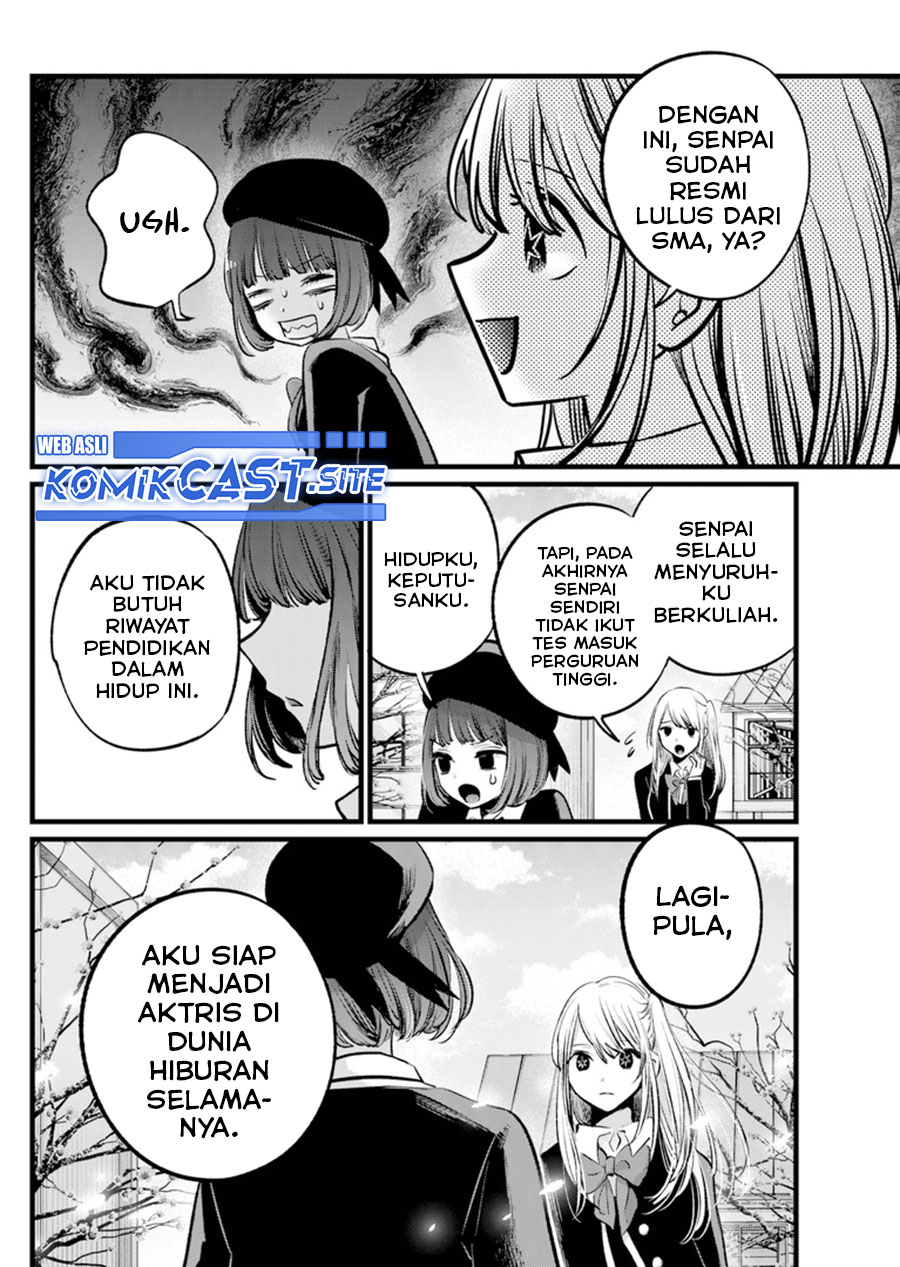 DENGAN
INI, SENPAI
SUDAH
RESMI
LULUS DARI
SMA, YA?
UGH.
WEB ASLI
KOMIKCAST.SITE
SENPAI
SELALU
MENYURUH-
KU
BERKULIAH.
TAPI, PADA
AKHIRNYA
SENPAI
SENDIRI
TIDAK IKUT
TES MASUK
PERGURUAN
TINGGI.
HIDUPKU,
KEPUTU-
SANKU.
AKU TIDAK
BUTUH
RIWAYAT
PENDIDIKAN
DALAM
HIDUP INI.
LAGI-
PULA,
AKU SIAP
MENJADI
AKTRIS DI
DUNIA
HIBURAN
SELAMA-
NYA.